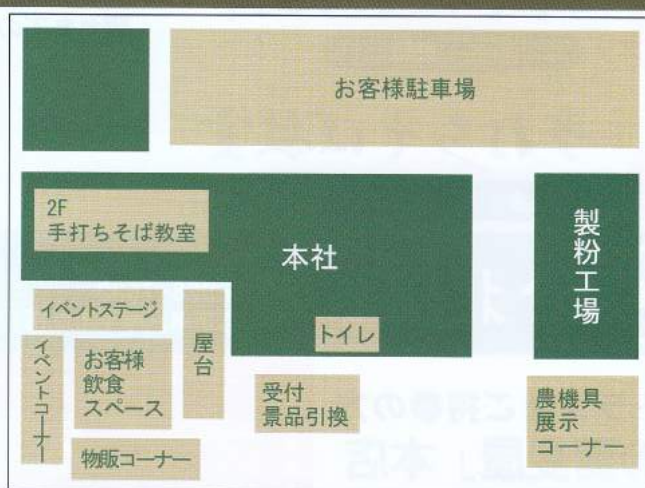 お客様駐車場
2F
手打ちそば教室
本社
製粉工場
イベントステージ
屋台
トイレ
イベントコーナー
お客様
飲食
スペース
受付
景品引換
農機具
展示
コーナー
物販コーナー